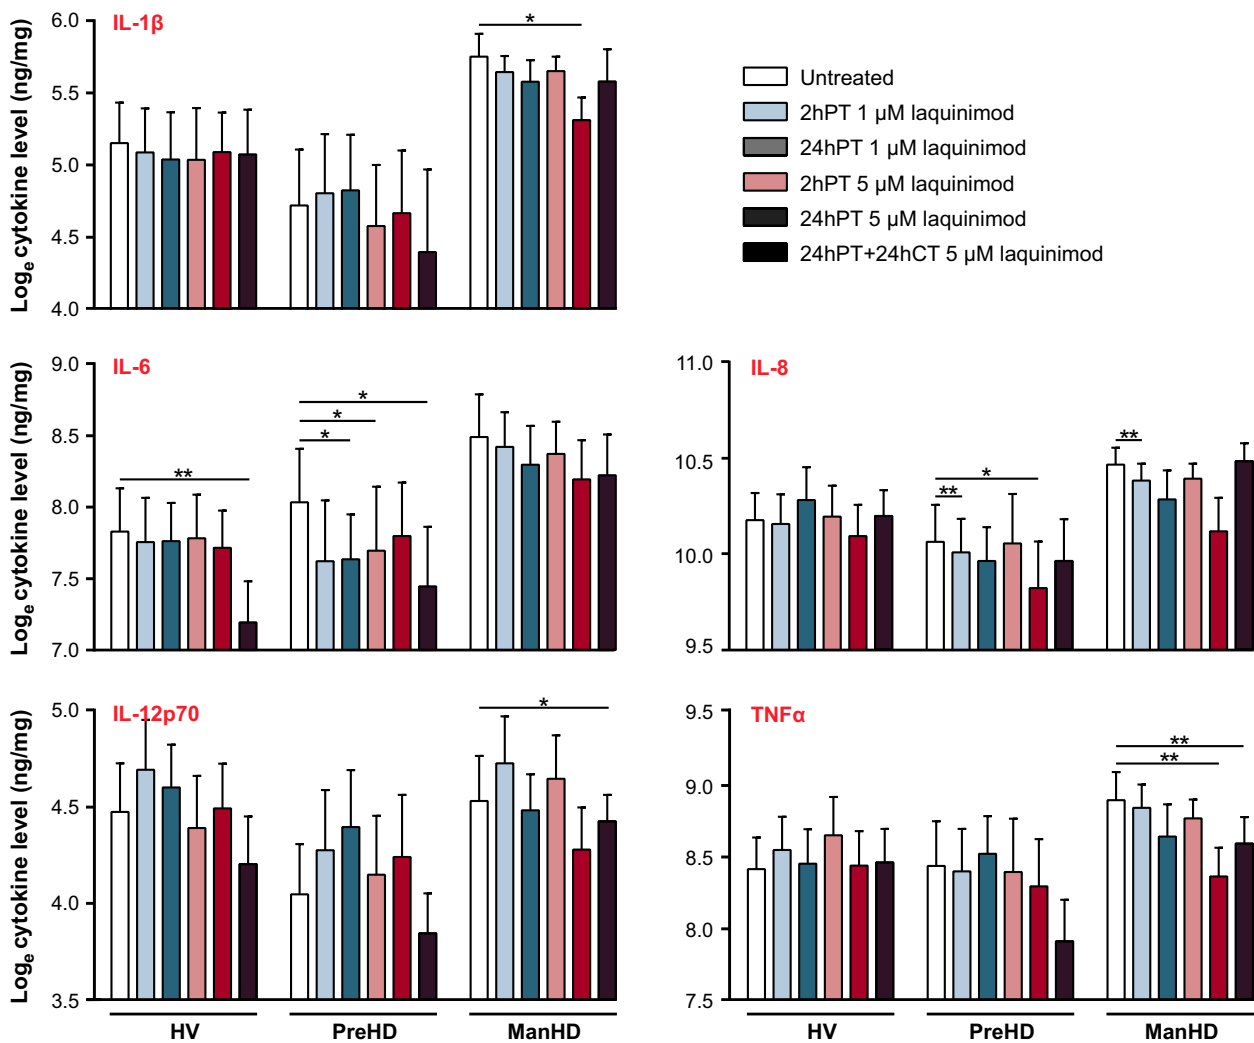 IL-1β
Logₑ cytokine level (ng/mg)
6.0
5.5
5.0
4.5
4.0
*
Untreated
2hPT 1 μM laquinimod
24hPT 1 μM laquinimod
2hPT 5 μM laquinimod
24hPT 5 μM laquinimod
24hPT+24hCT 5 μM laquinimod
IL-6
Logₑ cytokine level (ng/mg)
9.0
8.5
8.0
7.5
7.0
**
*
*
*
IL-8
11.0
10.5
10.0
9.5
**
*
**
IL-12p70
Logₑ cytokine level (ng/mg)
5.0
4.5
4.0
3.5
*
HV
PreHD
ManHD
TNFα
9.5
9.0
8.5
8.0
7.5
**
**
HV
PreHD
ManHD